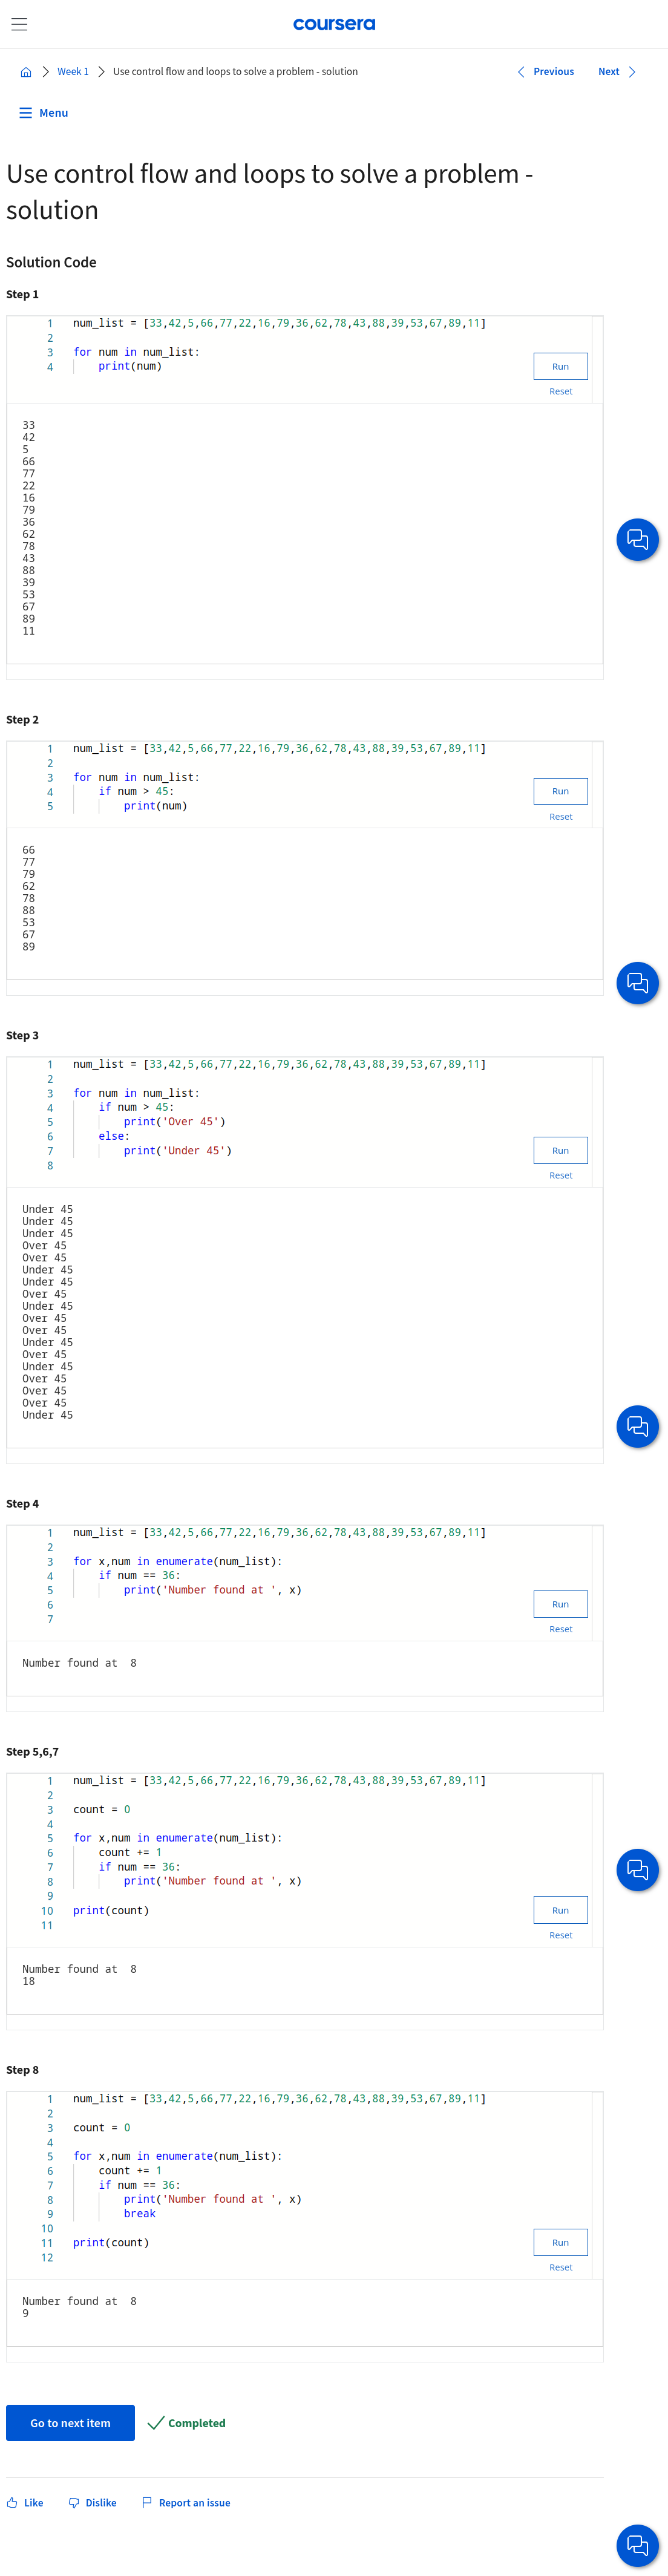 coursera
Week 1
Use control flow and loops to solve a problem - solution
Previous
Next
Menu
Use control flow and loops to solve a problem -
solution
Solution Code
Step 1
1 num_list = [33,42,5,66,77,22,16,79,36,62,78,43,88,39,53,67,89,11]
2
3 for num in num_list:
4     print(num)
Run
Reset
33
42
5
66
77
22
16
79
36
62
78
43
88
39
53
67
89
11
Step 2
1 num_list = [33,42,5,66,77,22,16,79,36,62,78,43,88,39,53,67,89,11]
2
3 for num in num_list:
4     if num > 45:
5         print(num)
Run
Reset
66
77
79
62
78
88
53
67
89
Step 3
1 num_list = [33,42,5,66,77,22,16,79,36,62,78,43,88,39,53,67,89,11]
2
3 for num in num_list:
4     if num > 45:
5         print('Over 45')
6     else:
7         print('Under 45')
8
Run
Reset
Under 45
Under 45
Under 45
Over 45
Over 45
Under 45
Under 45
Over 45
Under 45
Over 45
Over 45
Under 45
Over 45
Under 45
Over 45
Over 45
Over 45
Under 45
Step 4
1 num_list = [33,42,5,66,77,22,16,79,36,62,78,43,88,39,53,67,89,11]
2
3 for x,num in enumerate(num_list):
4     if num == 36:
5         print('Number found at ', x)
6
7
Run
Reset
Number found at  8
Step 5,6,7
1 num_list = [33,42,5,66,77,22,16,79,36,62,78,43,88,39,53,67,89,11]
2
3 count = 0
4
5 for x,num in enumerate(num_list):
6     count += 1
7     if num == 36:
8         print('Number found at ', x)
9
10 print(count)
11
Run
Reset
Number found at  8
18
Step 8
1 num_list = [33,42,5,66,77,22,16,79,36,62,78,43,88,39,53,67,89,11]
2
3 count = 0
4
5 for x,num in enumerate(num_list):
6     count += 1
7     if num == 36:
8         print('Number found at ', x)
9         break
10
11 print(count)
12
Run
Reset
Number found at  8
9
Go to next item
Completed
Like
Dislike
Report an issue